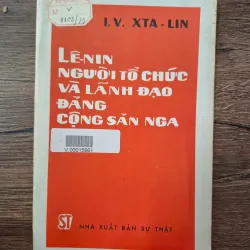 I. V. XTA-LIN
LÊ-NIN
NGƯỜI TỔ CHỨC
VÀ LÃNH ĐẠO
ĐẢNG
CỘNG SẢN NGA
V.00015961
ST NHÀ XUẤT BẢN SỰ THẬT